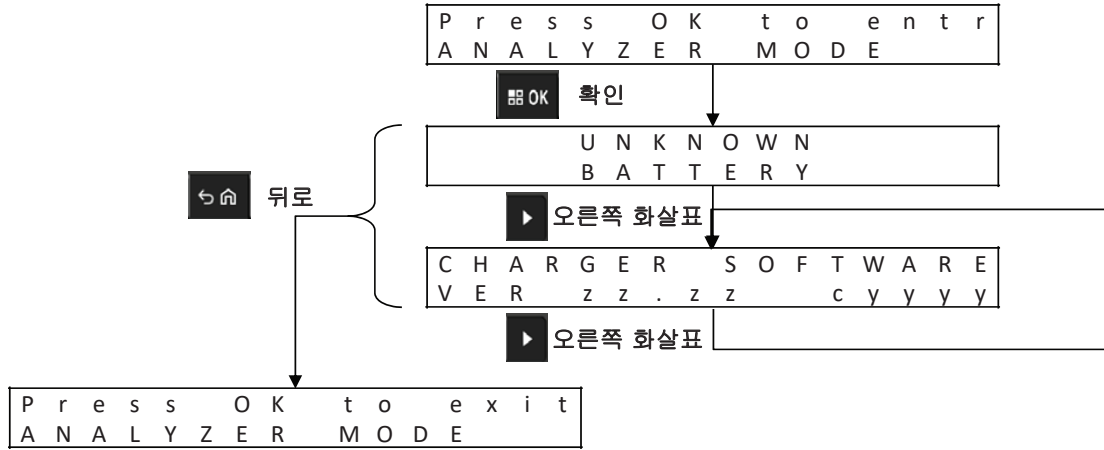 Press OK to entr
ANALYZER MODE
OK 확인
UNKNOWN
BATTERY
뒤로
오른쪽 화살표
CHARGER SOFTWARE
VER zz.zz cyyyy
오른쪽 화살표
Press OK to exit
ANALYZER MODE